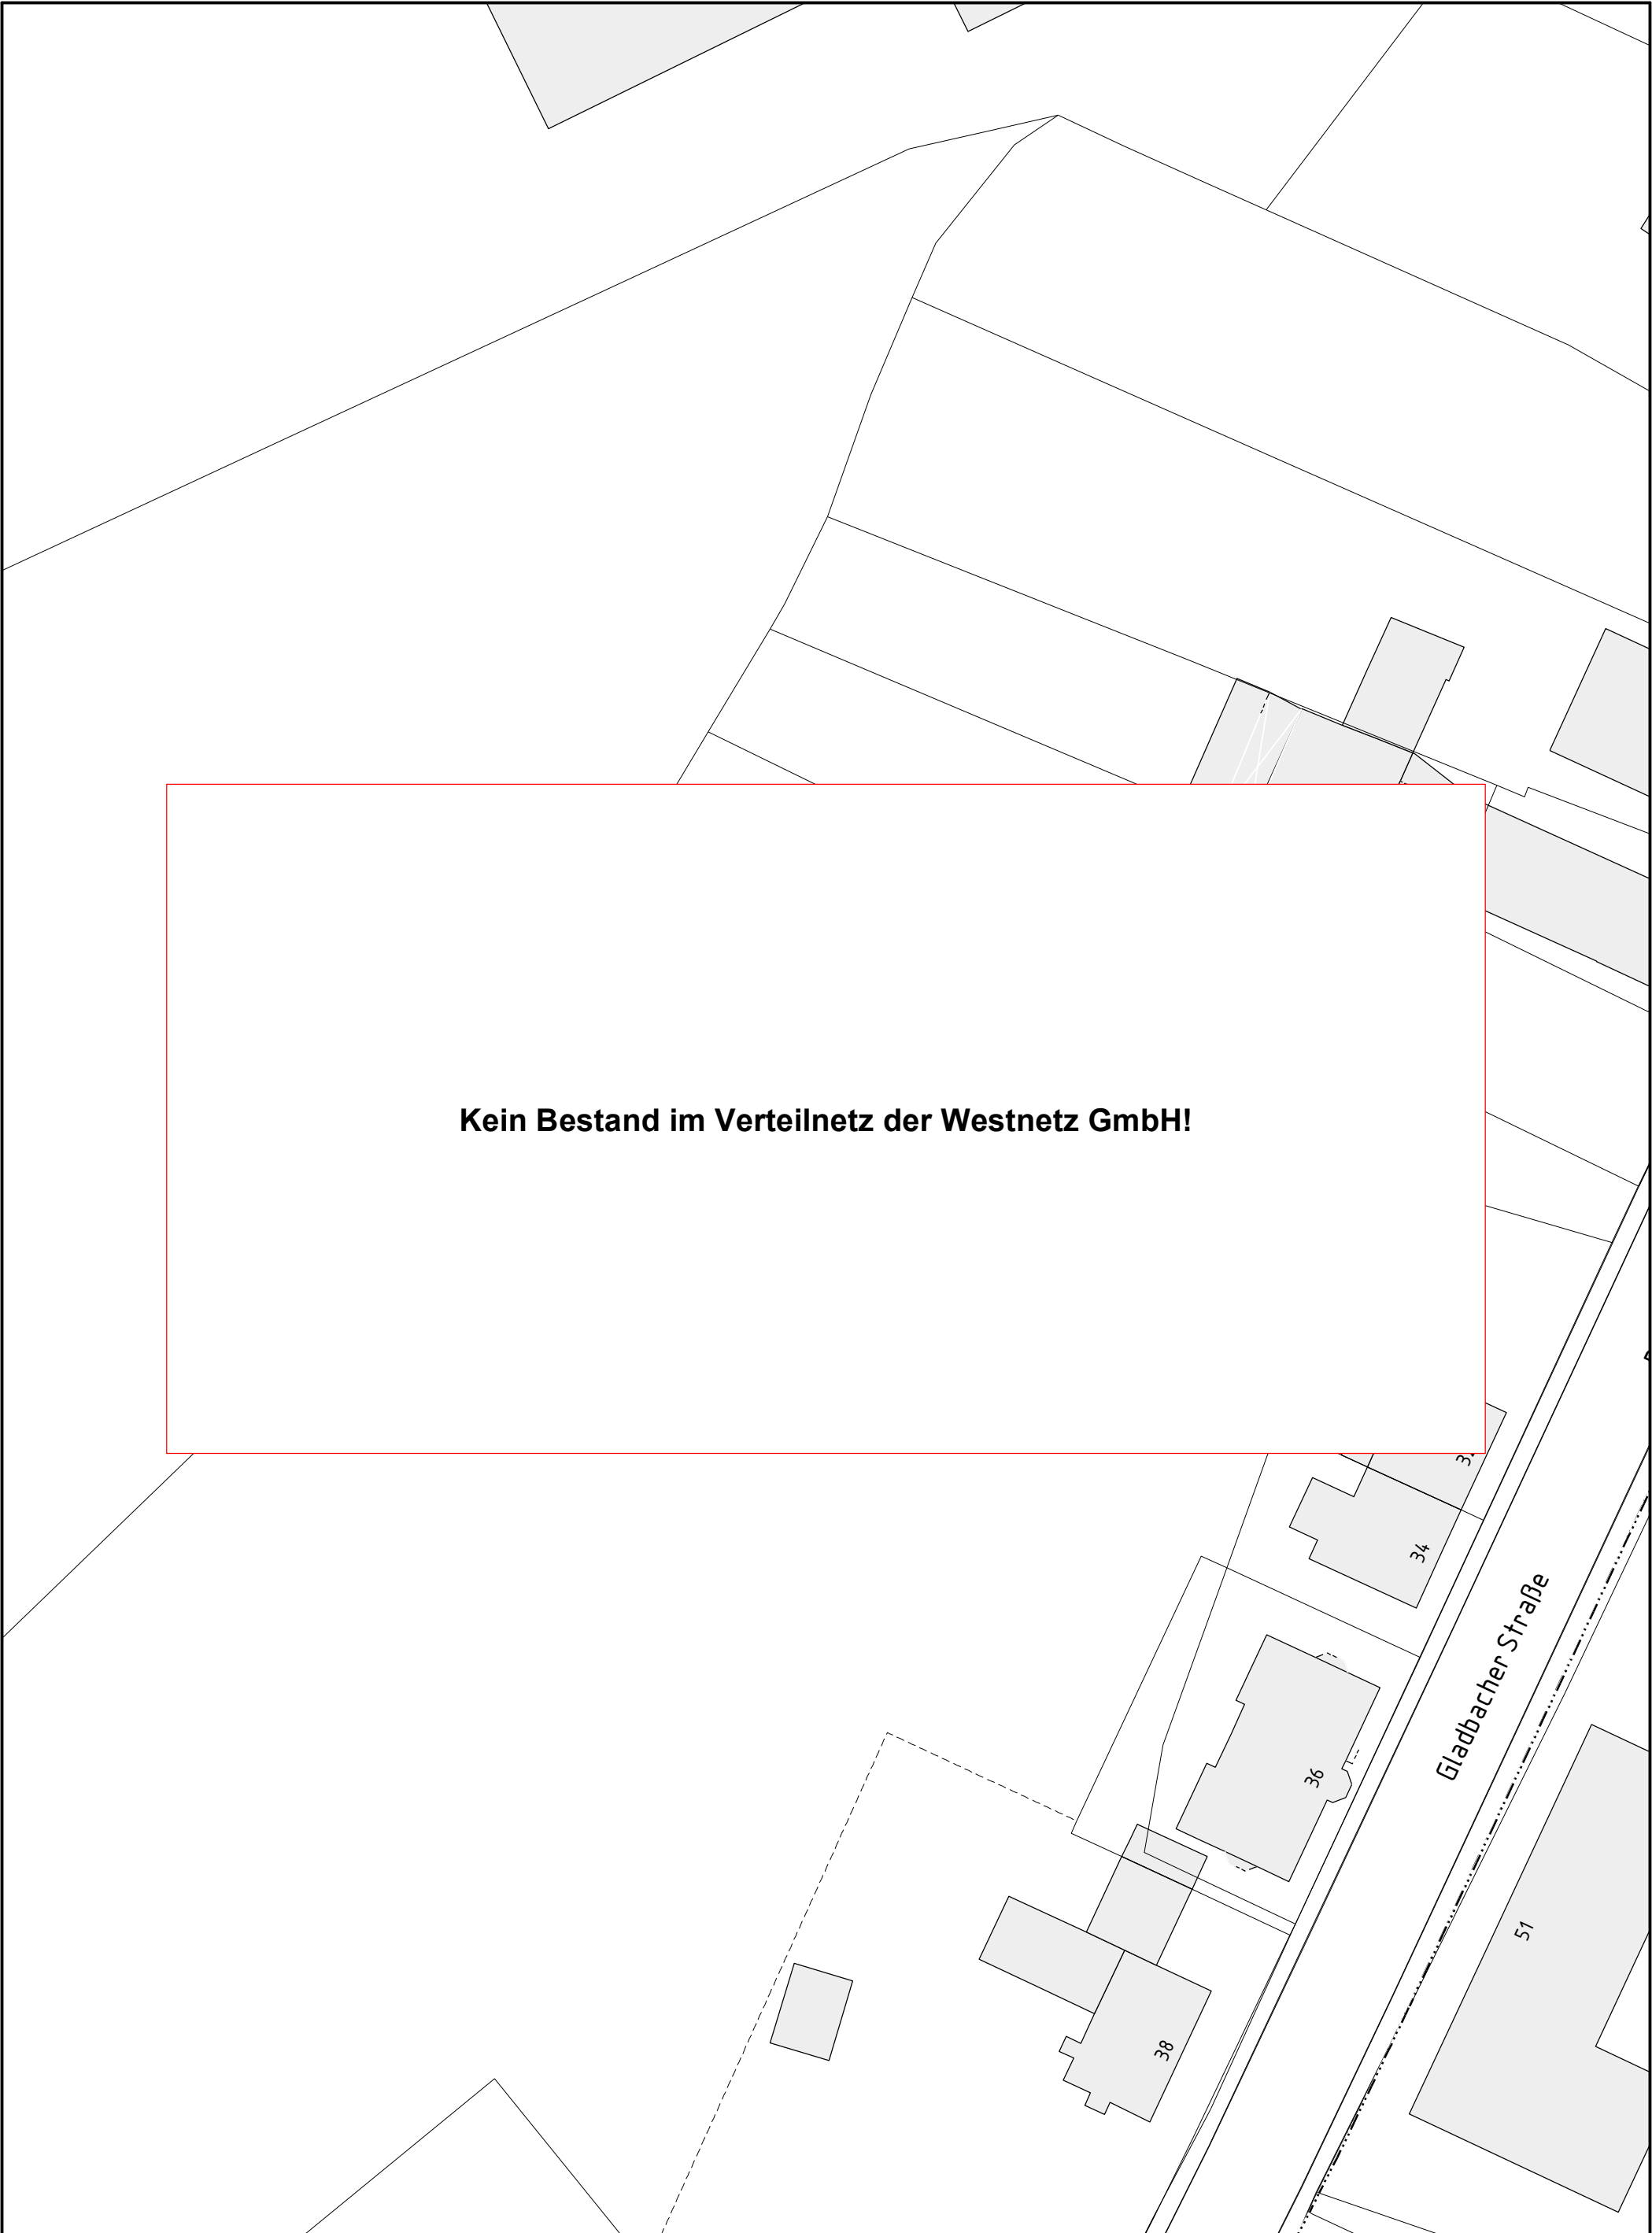 Kein Bestand im Verteilnetz der Westnetz GmbH!
34
Gladbacher Straße
36
51
38